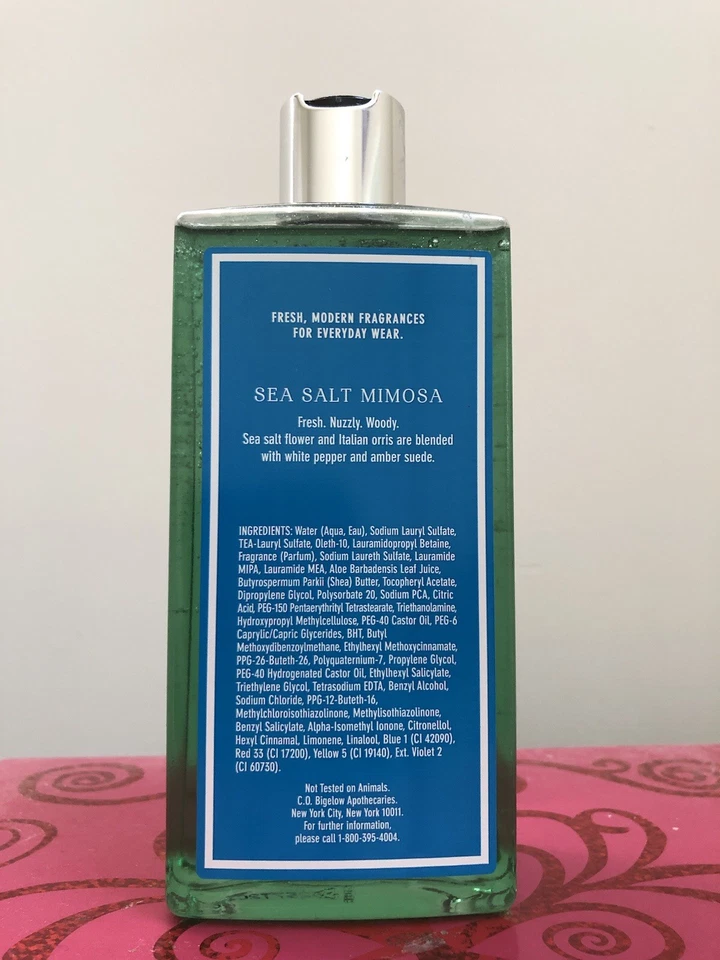 FRESH, MODERN FRAGRANCES
FOR EVERYDAY WEAR.
SEA SALT MIMOSA
Fresh. Nuzzly. Woody.
Sea salt flower and Italian orris are blended
with white pepper and amber suede.
INGREDIENTS: Water (Aqua, Eau), Sodium Lauryl Sulfate,
TEA-Lauryl Sulfate, Oleth-10, Lauramidopropyl Betaine,
Fragrance (Parfum), Sodium Laureth Sulfate, Lauramide
MIPA, Lauramide MEA, Aloe Barbadensis Leaf Juice,
Butyrospermum Parkii (Shea) Butter, Tocopheryl Acetate,
Dipropylene Glycol, Polysorbate 20, Sodium PCA, Citric
Acid, PEG-150 Pentaerythrityl Tetrastearate, Triethanolamine,
Hydroxypropyl Methylcellulose, PEG-40 Castor Oil, PEG-6
Caprylic/Capric Glycerides, BHT, Butyl
Methoxydibenzoylmethane, Ethylhexyl Methoxycinnamate,
PPG-26-Buteth-26, Polyquaternium-7, Propylene Glycol,
PEG-40 Hydrogenated Castor Oil, Ethylhexyl Salicylate,
Triethylene Glycol, Tetrasodium EDTA, Benzyl Alcohol,
Sodium Chloride, PPG-12-Buteth-16,
Methylchloroisothiazolinone, Methylisothiazolinone,
Benzyl Salicylate, Alpha-Isomethyl Ionone, Citronellol,
Hexyl Cinnamal, Limonene, Linalool, Blue 1 (CI 42090),
Red 33 (CI 17200), Yellow 5 (CI 19140), Ext. Violet 2
(CI 60730).
Not Tested on Animals.
C.O. Bigelow Apothecaries.
New York City, New York 10011.
For further information,
please call 1-800-395-4004.